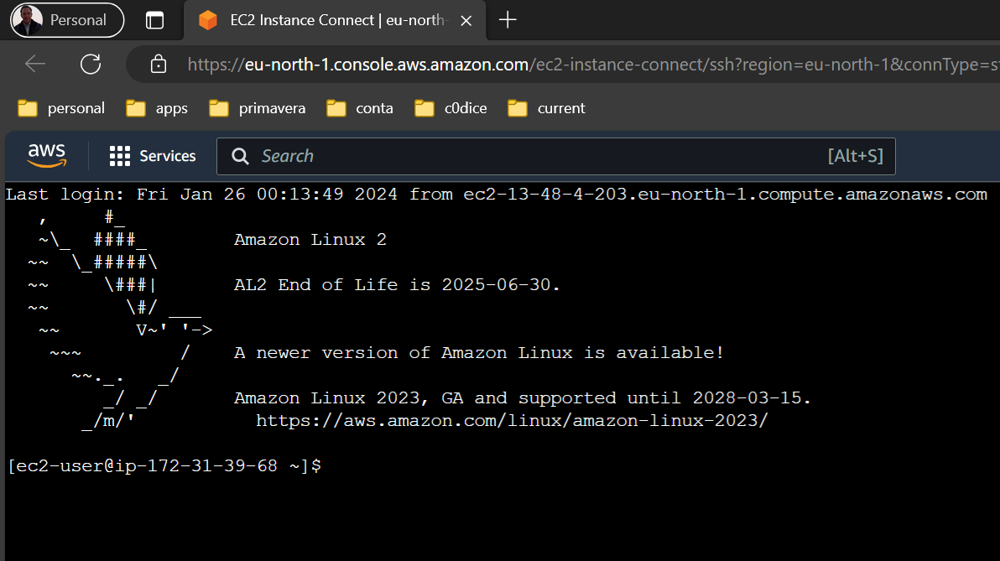 Personal
EC2 Instance Connect | eu-north-
https://eu-north-1.console.aws.amazon.com/ec2-instance-connect/ssh?region=eu-north-1&connType=s
personal apps primavera conta c0dice current
aws Services Search [Alt+S]
Last login: Fri Jan 26 00:13:49 2024 from ec2-13-48-4-203.eu-north-1.compute.amazonaws.com
   ,     #_
   ~\_  ####_        Amazon Linux 2
  ~~  \_#####\
  ~~     \###|       AL2 End of Life is 2025-06-30.
  ~~       \#/ ___
   ~~       V~' '->
    ~~~         /    A newer version of Amazon Linux is available!
      ~~._.   _/
         _/ _/       Amazon Linux 2023, GA and supported until 2028-03-15.
       _/m/'           https://aws.amazon.com/linux/amazon-linux-2023/
[ec2-user@ip-172-31-39-68 ~]$